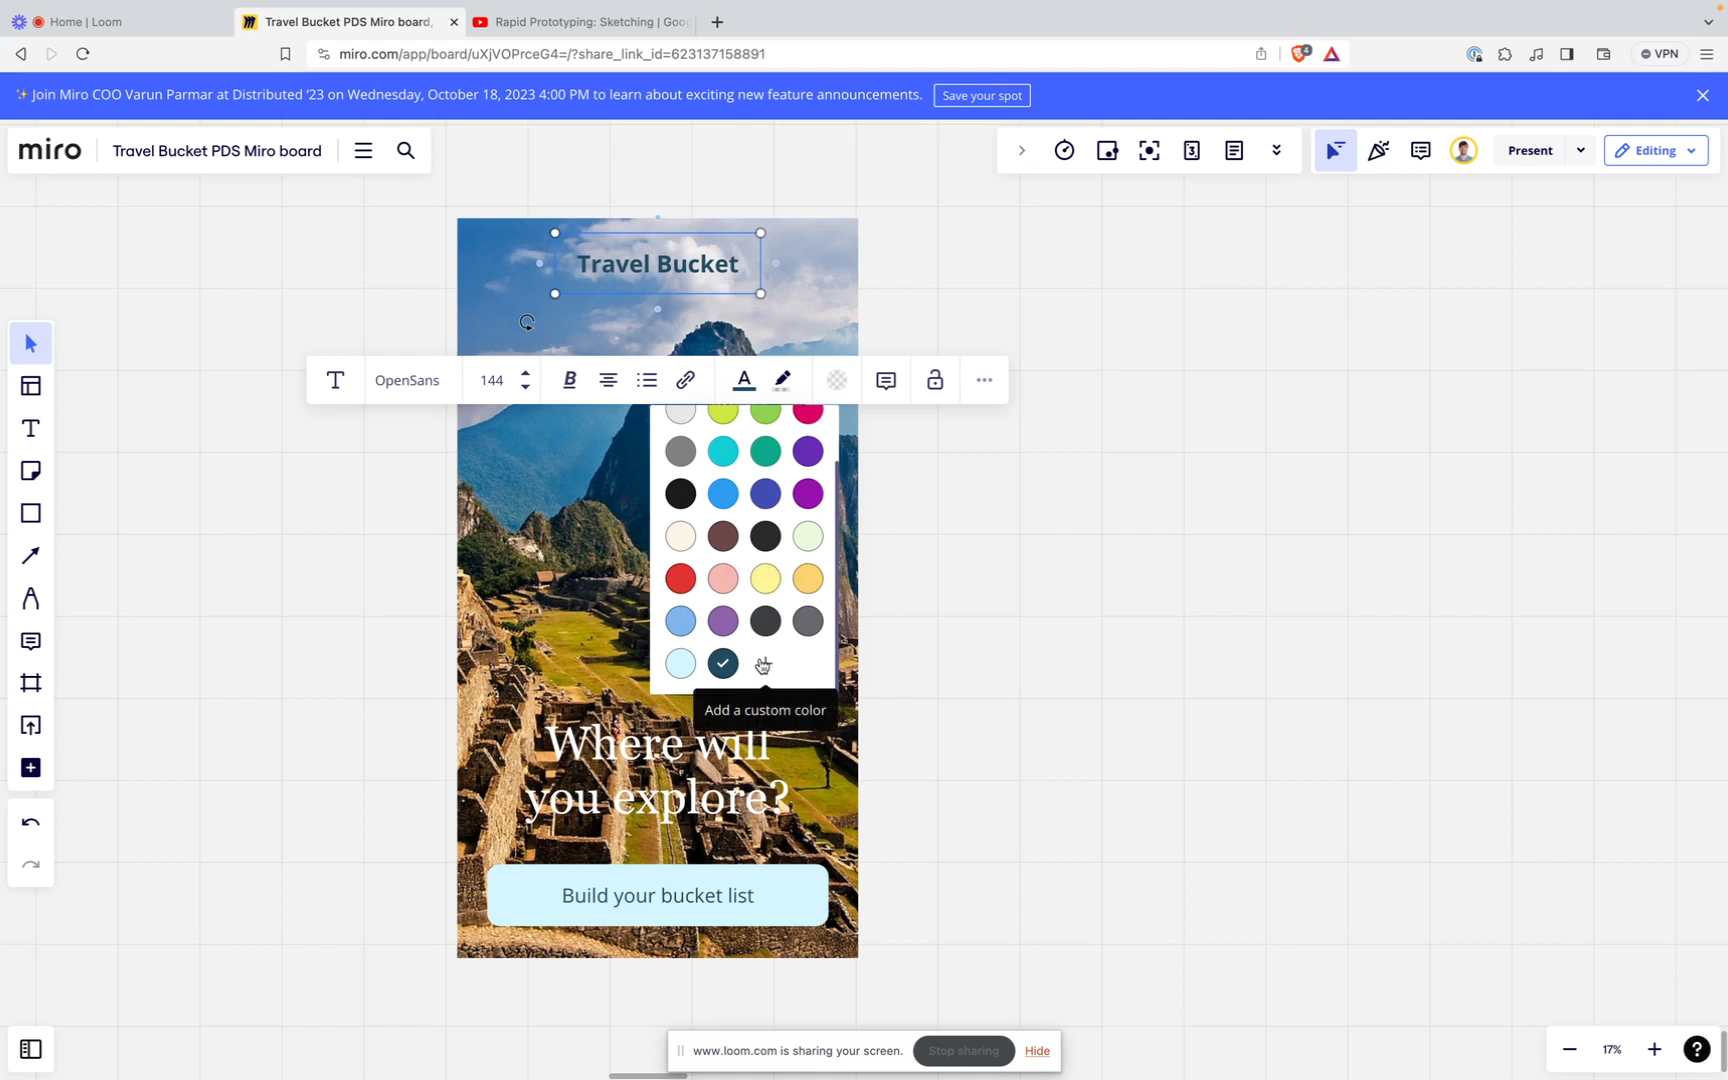 Home | Loom
Travel Bucket PDS Miro board,
Rapid Prototyping: Sketching | Goog
miro.com/app/board/uXjVOPrceG4=/?share_link_id=623137158891
4
VPN
✨ Join Miro COO Varun Parmar at Distributed '23 on Wednesday, October 18, 2023 4:00 PM to learn about exciting new feature announcements.
Save your spot
miro
Travel Bucket PDS Miro board
3
Present
Editing
Travel Bucket
T
OpenSans
144
B
A
Add a custom color
Where will
you explore?
Build your bucket list
www.loom.com is sharing your screen.
Stop sharing
Hide
17%
?